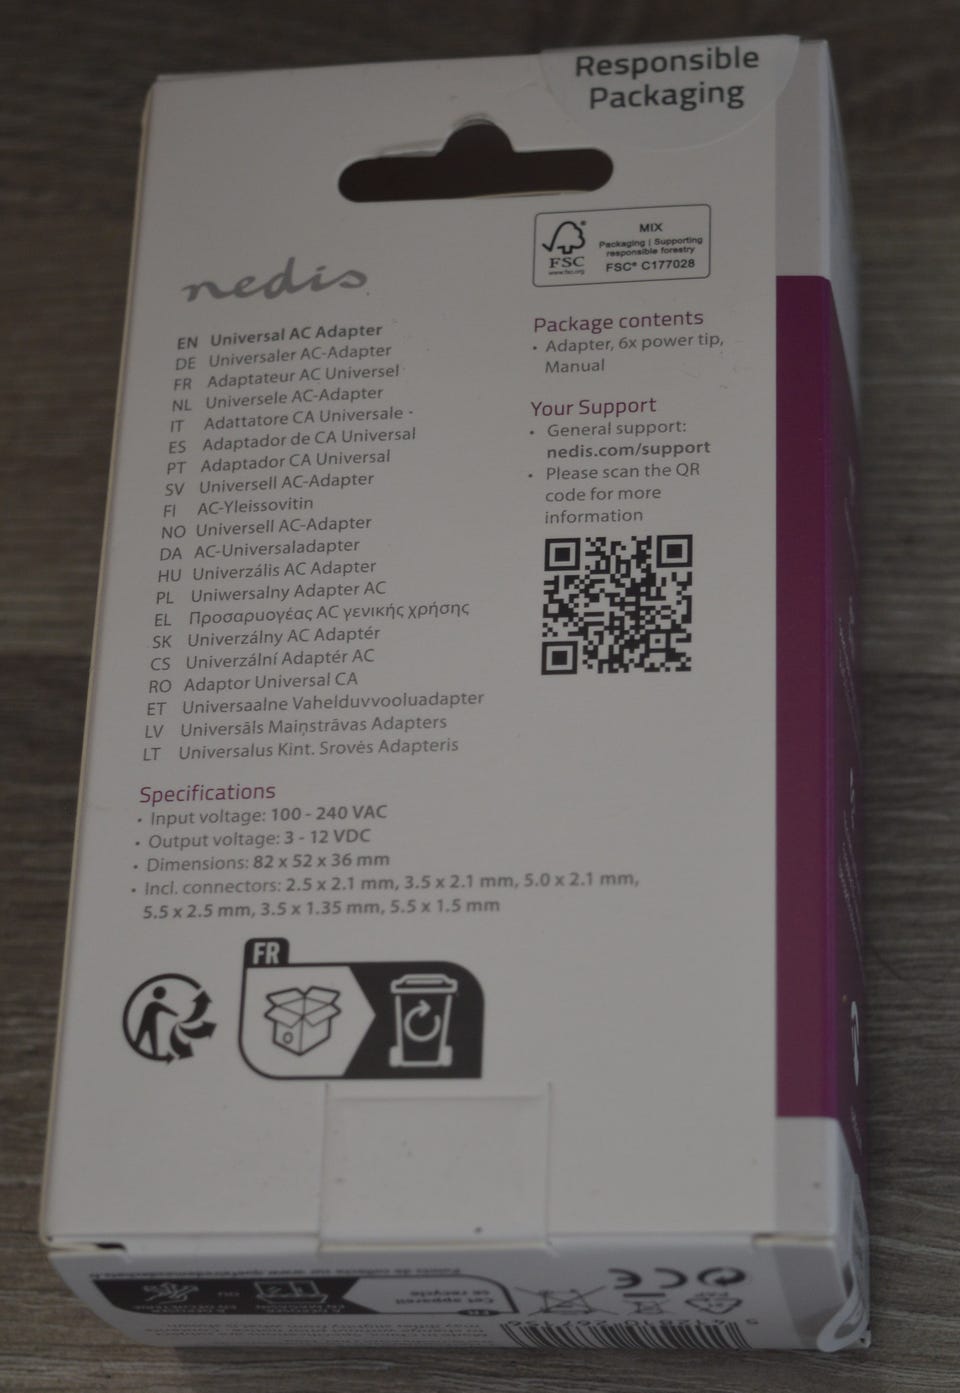 Responsible
Packaging
FSC
www.fsc.org
MIX
Packaging | Supporting
responsible forestry
FSC® C177028
nedis
EN Universal AC Adapter
DE Universaler AC-Adapter
FR Adaptateur AC Universel
NL Universele AC-Adapter
IT Adattatore CA Universale
ES Adaptador de CA Universal
PT Adaptador CA Universal
SV Universell AC-Adapter
FI AC-Yleissovitin
NO Universell AC-Adapter
DA AC-Universaladapter
HU Univerzális AC Adapter
PL Uniwersalny Adapter AC
EL Προσαρμογέας AC γενικής χρήσης
SK Univerzálny AC Adaptér
CS Univerzální Adaptér AC
RO Adaptor Universal CA
ET Universaalne Vahelduvvooluadapter
LV Universāls Maiņstrāvas Adapters
LT Universalus Kint. Srovės Adapteris
Package contents
• Adapter, 6x power tip,
Manual
Your Support
• General support:
nedis.com/support
• Please scan the QR
code for more
information
Specifications
• Input voltage: 100 - 240 VAC
• Output voltage: 3 - 12 VDC
• Dimensions: 82 x 52 x 36 mm
• Incl. connectors: 2.5 x 2.1 mm, 3.5 x 2.1 mm, 5.0 x 2.1 mm,
5.5 x 2.5 mm, 3.5 x 1.35 mm, 5.5 x 1.5 mm
FR
CE
FR
Cet appareil
se recycle
OU